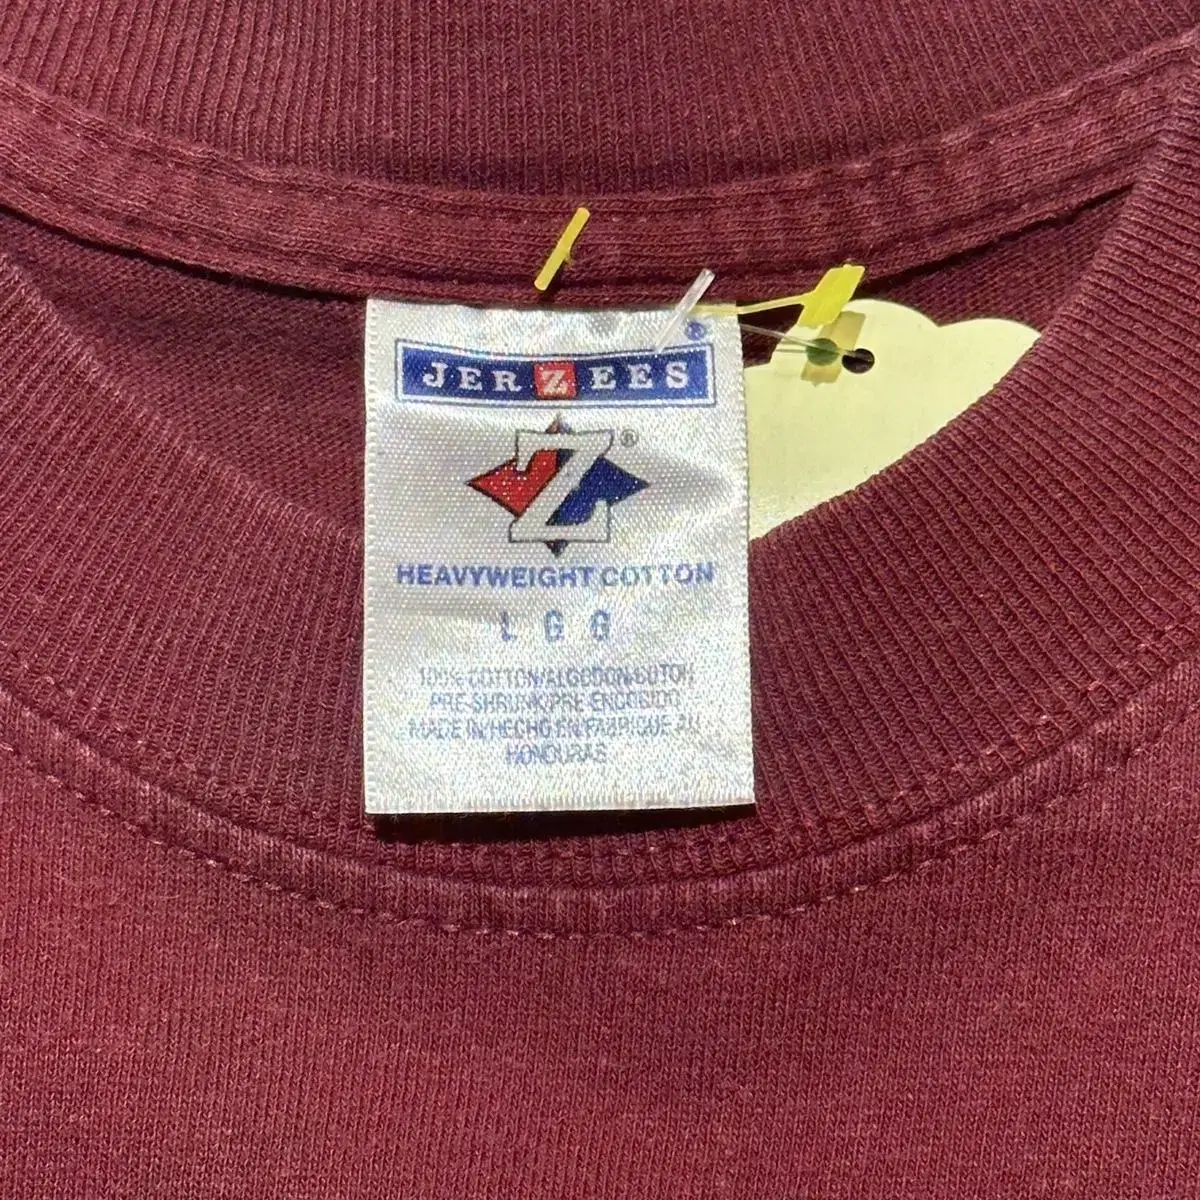 JERZEES®
Z®
HEAVYWEIGHT COTTON
L G G
100% COTTON/ALGODON/COTON
PRE-SHRUNK/PRE-ENCOGIDO
MADE IN/HECHO EN/FABRIQUE AU
HONDURAS